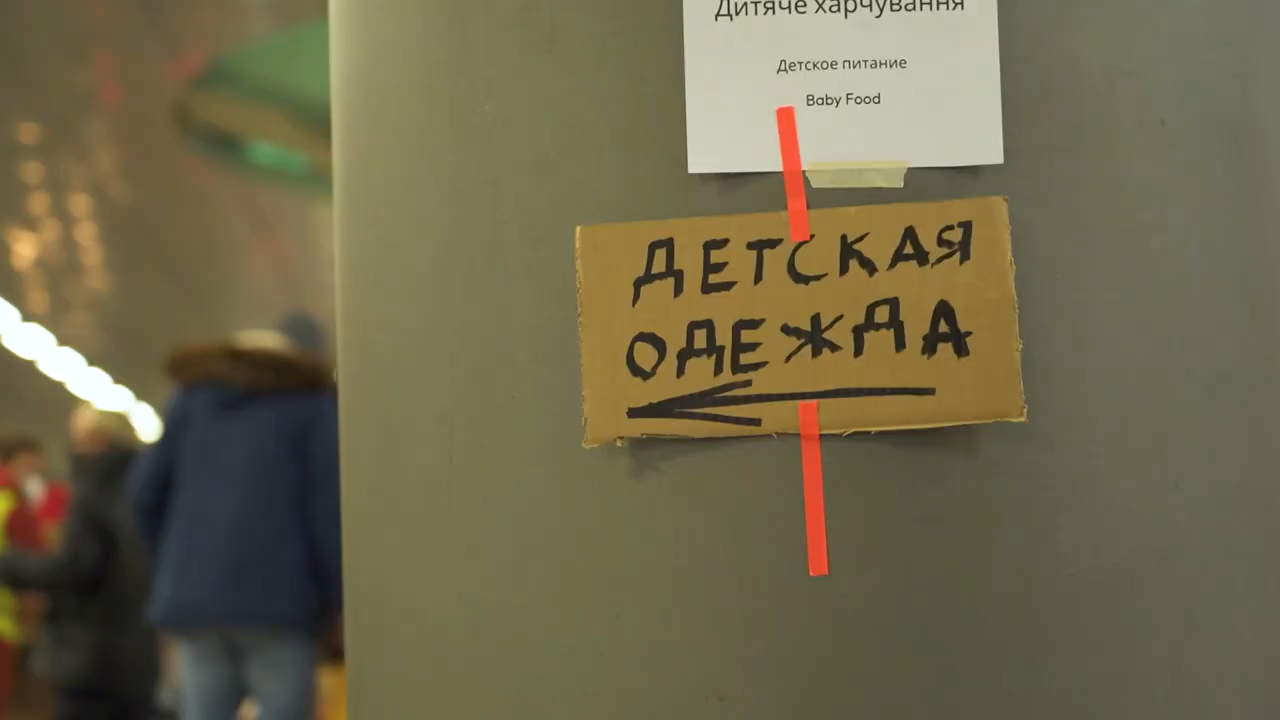 Дитяче харчування
Детское питание
Baby Food
ДЕТСКАЯ
ОДЕЖДА